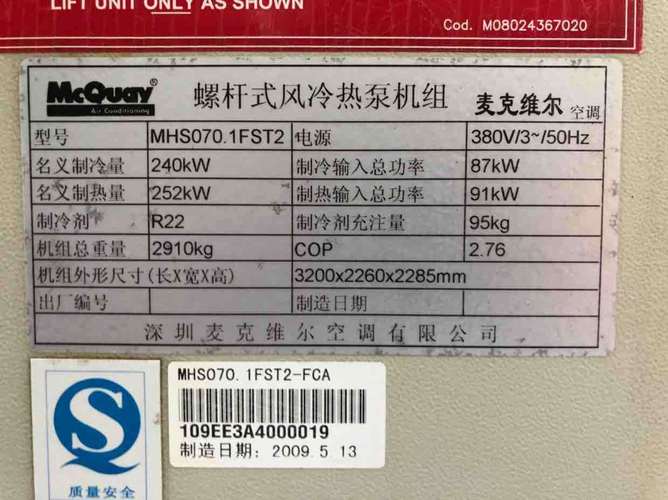 LIFT UNIT ONLY AS SHOWN
Cod. M08024367020
McQuay® Air Conditioning 螺杆式风冷热泵机组 麦克维尔 空调
型号 MHS070.1FST2 电源 380V/3~/50Hz
名义制冷量 240kW 制冷输入总功率 87kW
名义制热量 252kW 制热输入总功率 91kW
制冷剂 R22 制冷剂充注量 95kg
机组总重量 2910kg COP 2.76
机组外形尺寸(长X宽X高) 3200x2260x2285mm
出厂编号 制造日期
深圳麦克维尔空调有限公司
MHS070.1FST2-FCA
109EE3A4000019
制造日期: 2009.5.13
质量安全